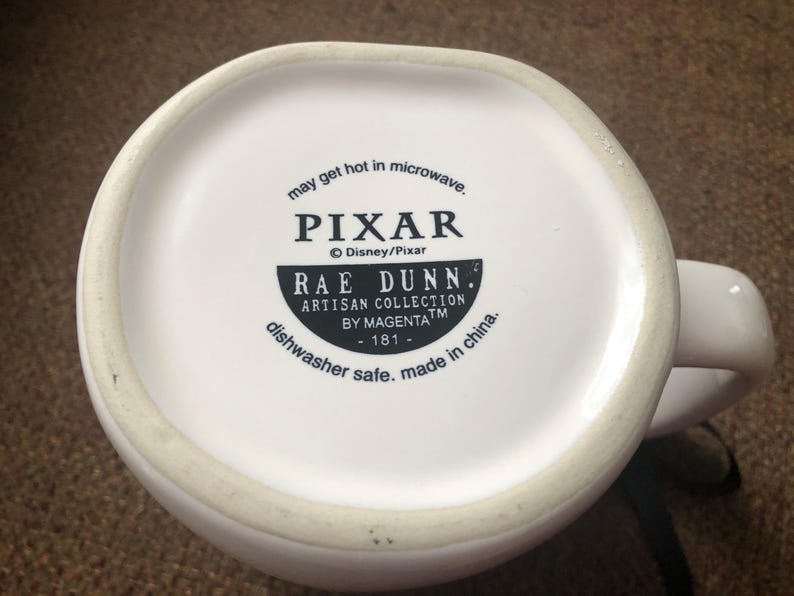 may get hot in microwave.
PIXAR
© Disney/Pixar
RAE DUNN.
ARTISAN COLLECTION
BY MAGENTA™
- 181 -
dishwasher safe. made in china.